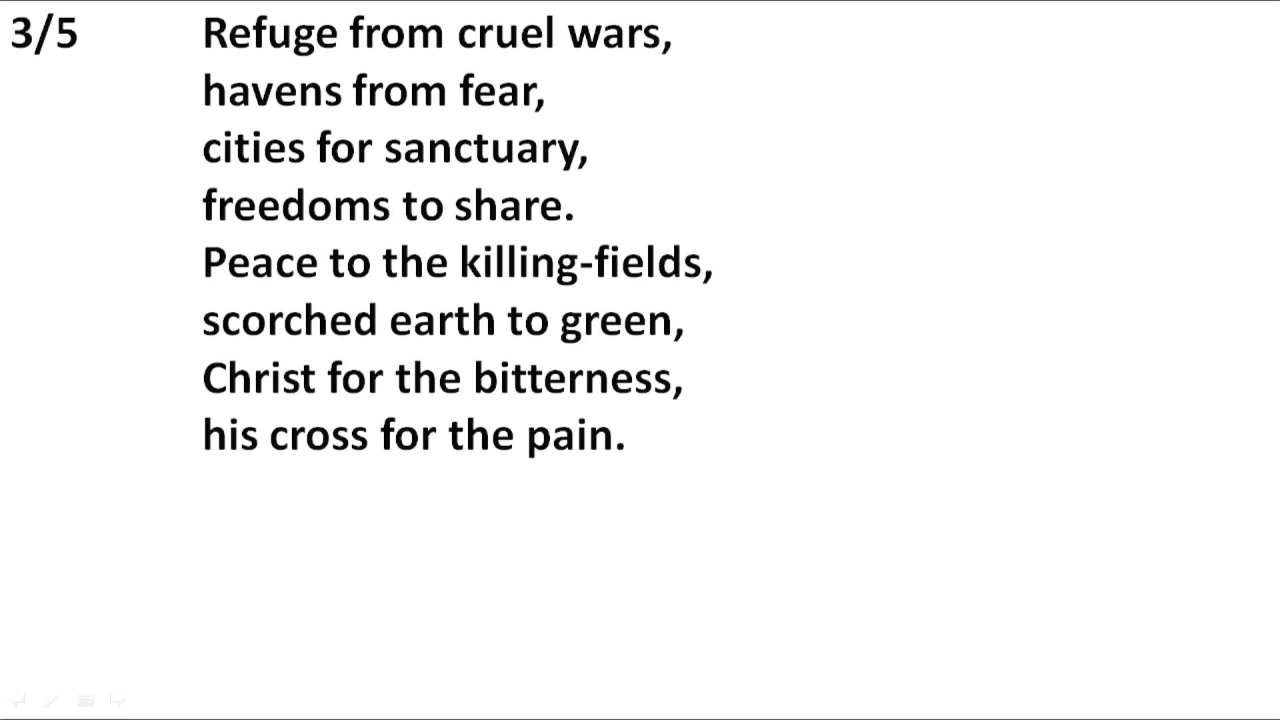 3/5
Refuge from cruel wars,
havens from fear,
cities for sanctuary,
freedoms to share.
Peace to the killing-fields,
scorched earth to green,
Christ for the bitterness,
his cross for the pain.